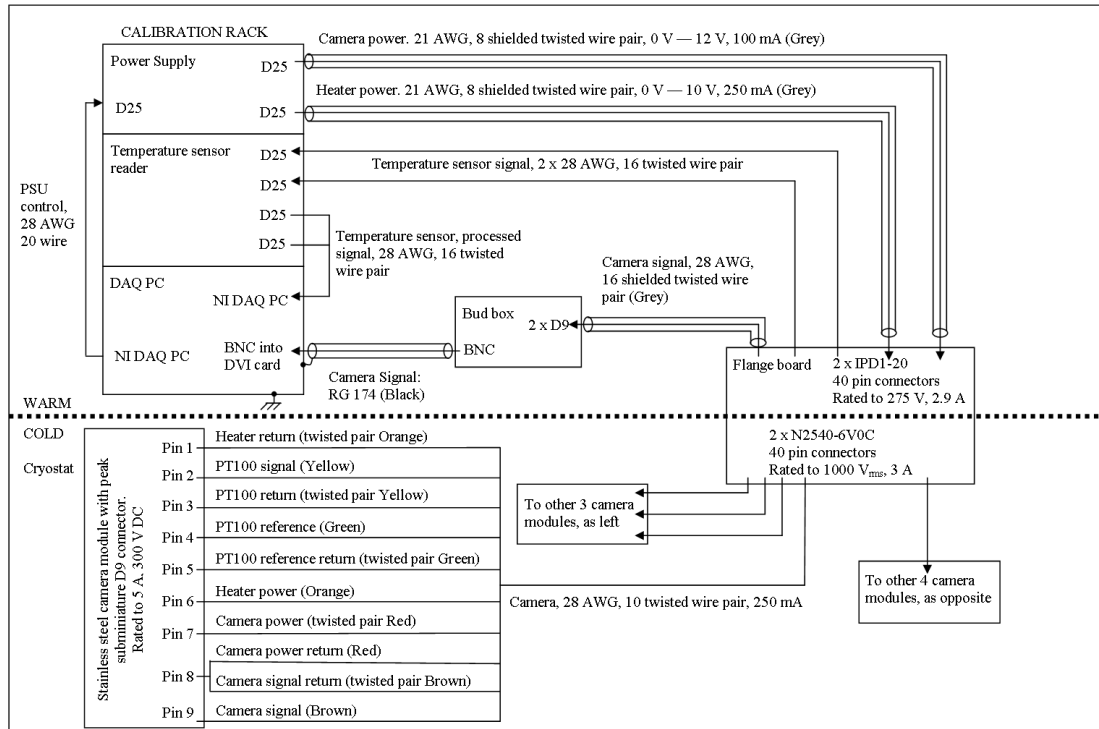 CALIBRATION RACK
Power Supply
D25
D25
D25
Camera power. 21 AWG, 8 shielded twisted wire pair, 0 V — 12 V, 100 mA (Grey)
Heater power. 21 AWG, 8 shielded twisted wire pair, 0 V — 10 V, 250 mA (Grey)
Temperature sensor
reader
D25
D25
D25
D25
Temperature sensor signal, 2 x 28 AWG, 16 twisted wire pair
PSU
control,
28 AWG
20 wire
Temperature sensor, processed
signal, 28 AWG, 16 twisted
wire pair
DAQ PC
NI DAQ PC
NI DAQ PC
BNC into
DVI card
Camera Signal:
RG 174 (Black)
Bud box
2 x D9
BNC
Camera signal, 28 AWG,
16 shielded twisted wire
pair (Grey)
Flange board
2 x IPD1-20
40 pin connectors
Rated to 275 V, 2.9 A
WARM
COLD
Cryostat
2 x N2540-6V0C
40 pin connectors
Rated to 1000 Vrms, 3 A
Stainless steel camera module with peak
subminiature D9 connector.
Rated to 5 A. 300 V DC
Pin 1
Heater return (twisted pair Orange)
Pin 2
PT100 signal (Yellow)
Pin 3
PT100 return (twisted pair Yellow)
Pin 4
PT100 reference (Green)
Pin 5
PT100 reference return (twisted pair Green)
Pin 6
Heater power (Orange)
Pin 7
Camera power (twisted pair Red)
Camera power return (Red)
Pin 8
Camera signal return (twisted pair Brown)
Pin 9
Camera signal (Brown)
To other 3 camera
modules, as left
Camera, 28 AWG, 10 twisted wire pair, 250 mA
To other 4 camera
modules, as opposite